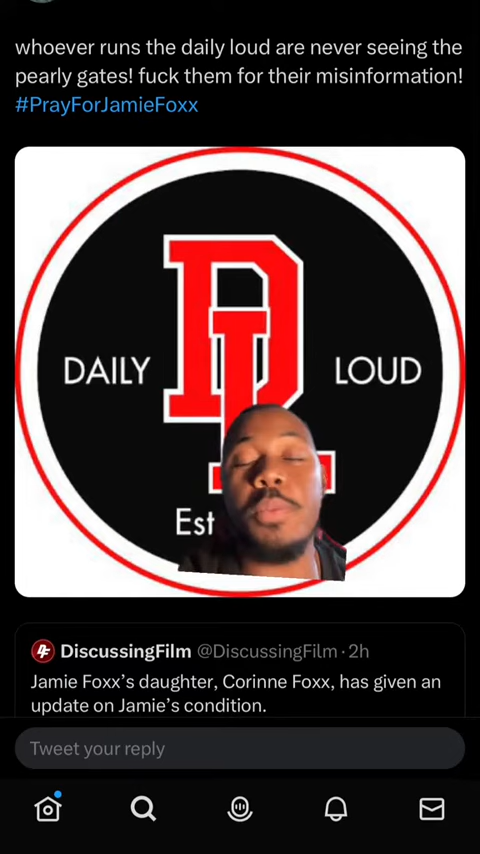 whoever runs the daily loud are never seeing the
pearly gates! fuck them for their misinformation!
#PrayForJamieFoxx
DL
DAILY
LOUD
Est
DiscussingFilm @DiscussingFilm · 2h
Jamie Foxx’s daughter, Corinne Foxx, has given an
update on Jamie’s condition.
Tweet your reply